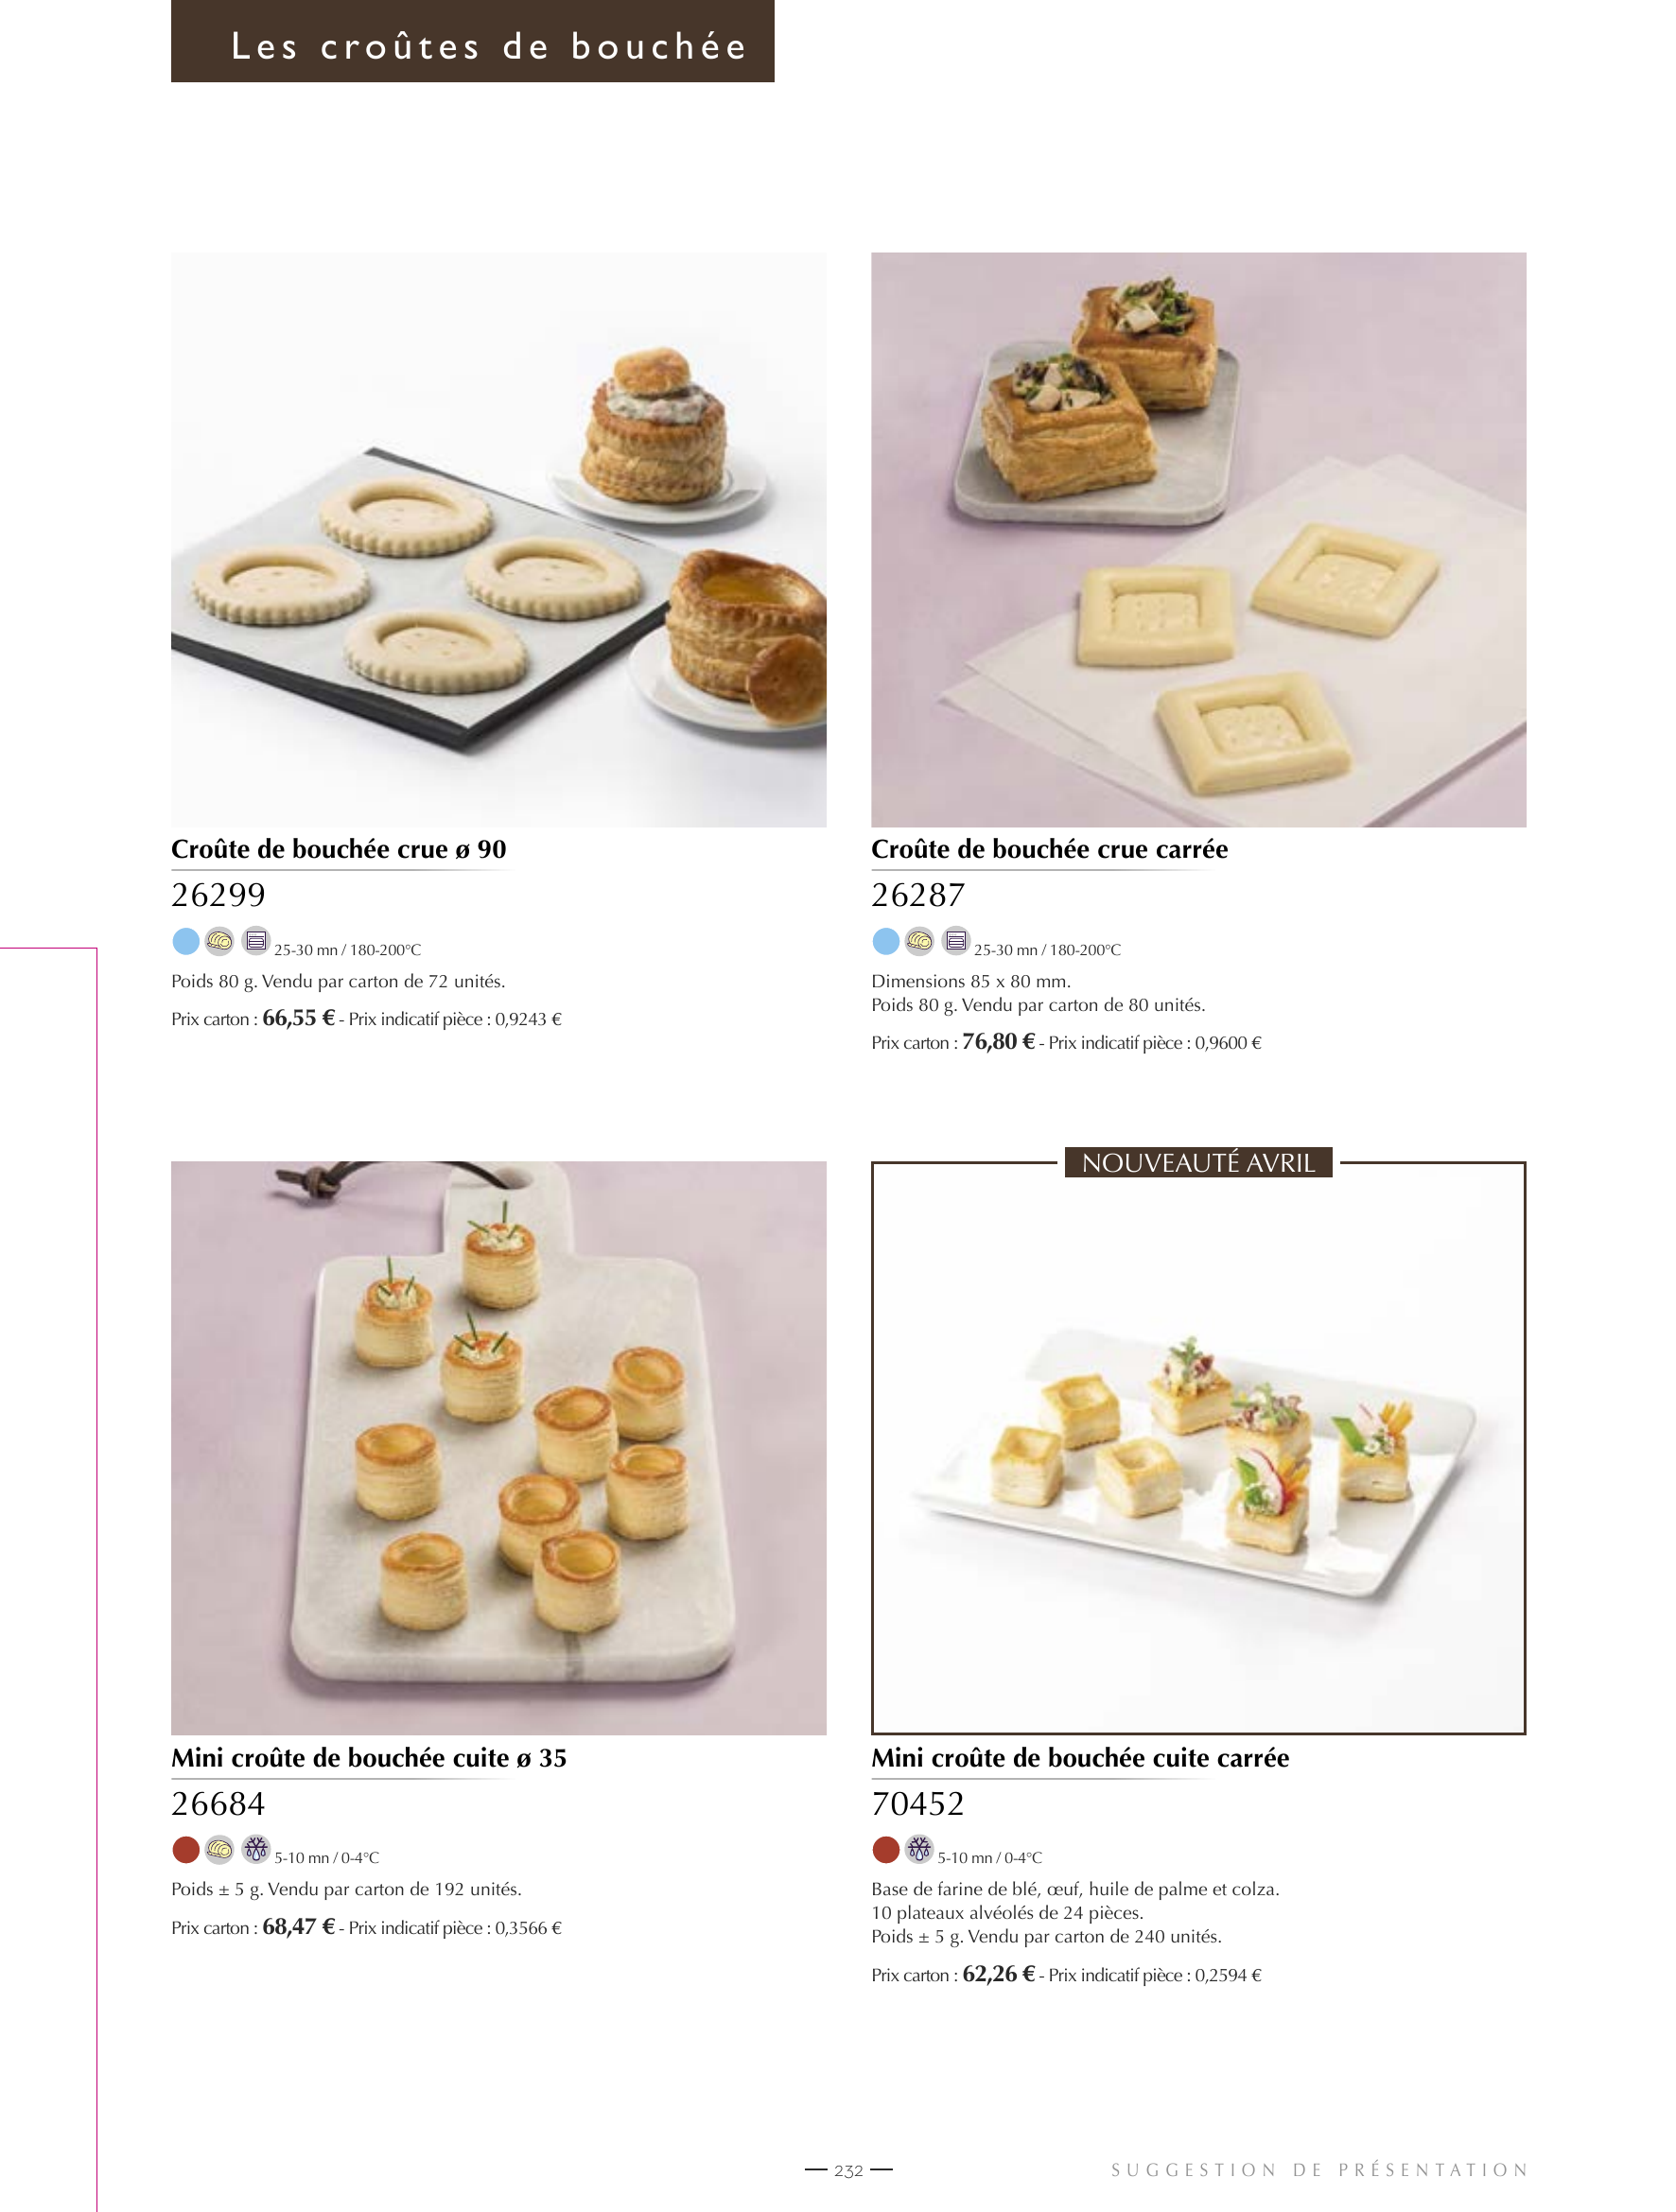 Les croûtes de bouchée
Croûte de bouchée crue ø 90
26299
25-30 mn / 180-200°C
Poids 80 g. Vendu par carton de 72 unités.
Prix carton : 66,55 € - Prix indicatif pièce : 0,9243 €
Croûte de bouchée crue carrée
26287
25-30 mn / 180-200°C
Dimensions 85 x 80 mm.
Poids 80 g. Vendu par carton de 80 unités.
Prix carton : 76,80 € - Prix indicatif pièce : 0,9600 €
Mini croûte de bouchée cuite ø 35
26684
5-10 mn / 0-4°C
Poids ± 5 g. Vendu par carton de 192 unités.
Prix carton : 68,47 € - Prix indicatif pièce : 0,3566 €
NOUVEAUTÉ AVRIL
Mini croûte de bouchée cuite carrée
70452
5-10 mn / 0-4°C
Base de farine de blé, œuf, huile de palme et colza.
10 plateaux alvéolés de 24 pièces.
Poids ± 5 g. Vendu par carton de 240 unités.
Prix carton : 62,26 € - Prix indicatif pièce : 0,2594 €
232
SUGGESTION DE PRÉSENTATION